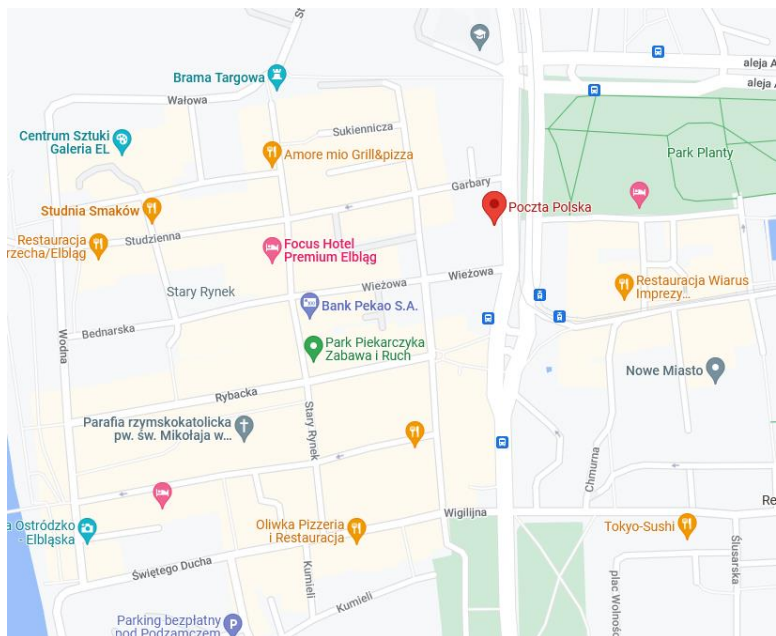 St
aleja A
Brama Targowa
aleja A
Wałowa
Sukiennicza
Centrum Sztuki
Galeria EL
Amore mio Grill&pizza
Park Planty
Garbary
Studnia Smaków
Poczta Polska
Restauracja
rzecha/Elbląg
Studzienna
Focus Hotel
Premium Elbląg
Wieżowa
Wieżowa
Restauracja Wiarus
Imprezy...
Stary Rynek
Bank Pekao S.A.
Bednarska
Wodna
Park Piekarczyka
Zabawa i Ruch
Nowe Miasto
Rybacka
Stary Rynek
Parafia rzymskokatolicka
pw. św. Mikołaja w...
Chmurna
a Ostródzko
- Elbląska
Oliwka Pizzeria
i Restauracja
Wigilijna
Re
Tokyo-Sushi
Ślusarska
Świętego Ducha
Kumieli
Kumieli
plac Wolnoś
Parking bezpłatny
pod Podzamczem
P